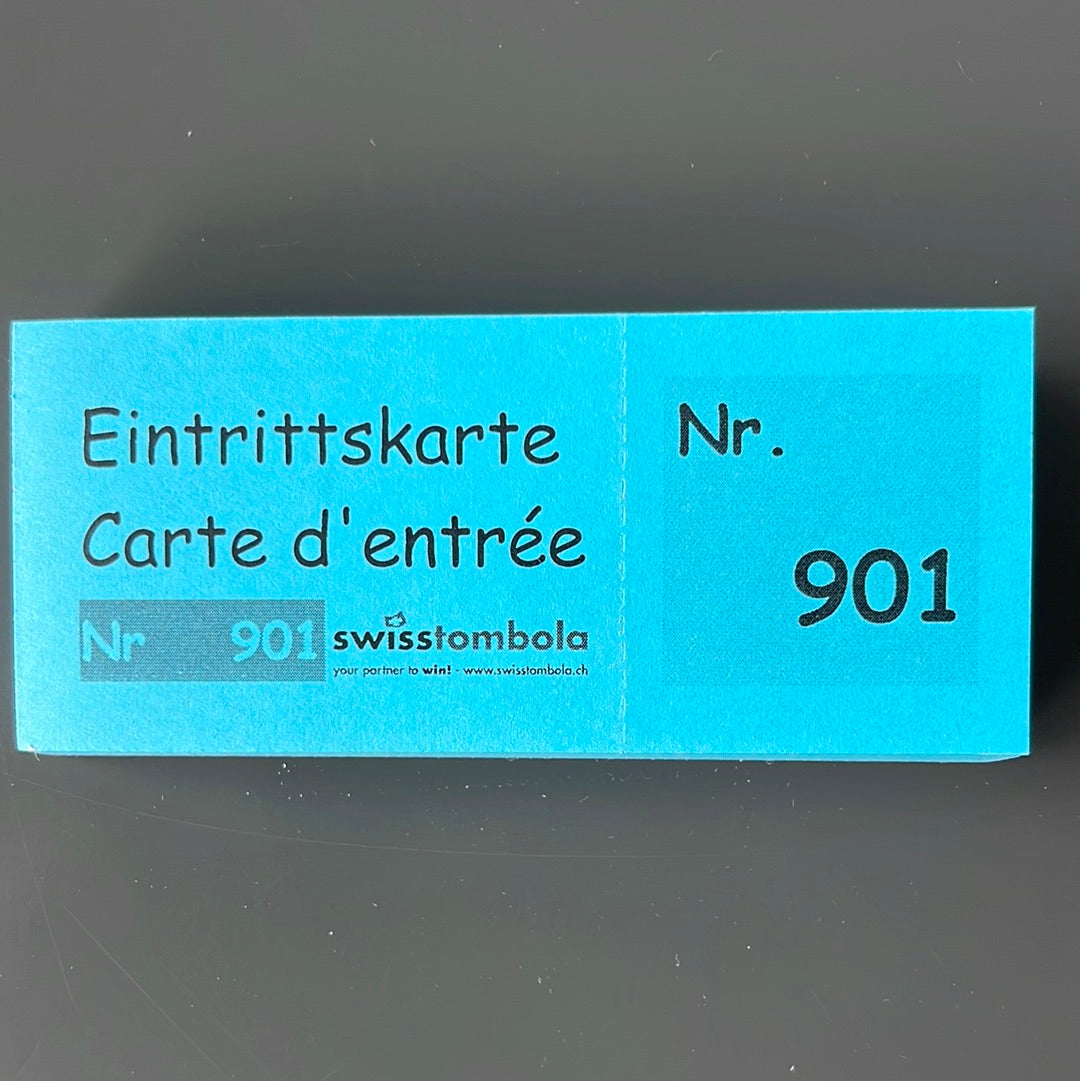 Eintrittskarte
Carte d'entrée
Nr 901
swisstombola
your partner to win! - www.swisstombola.ch
Nr.
901